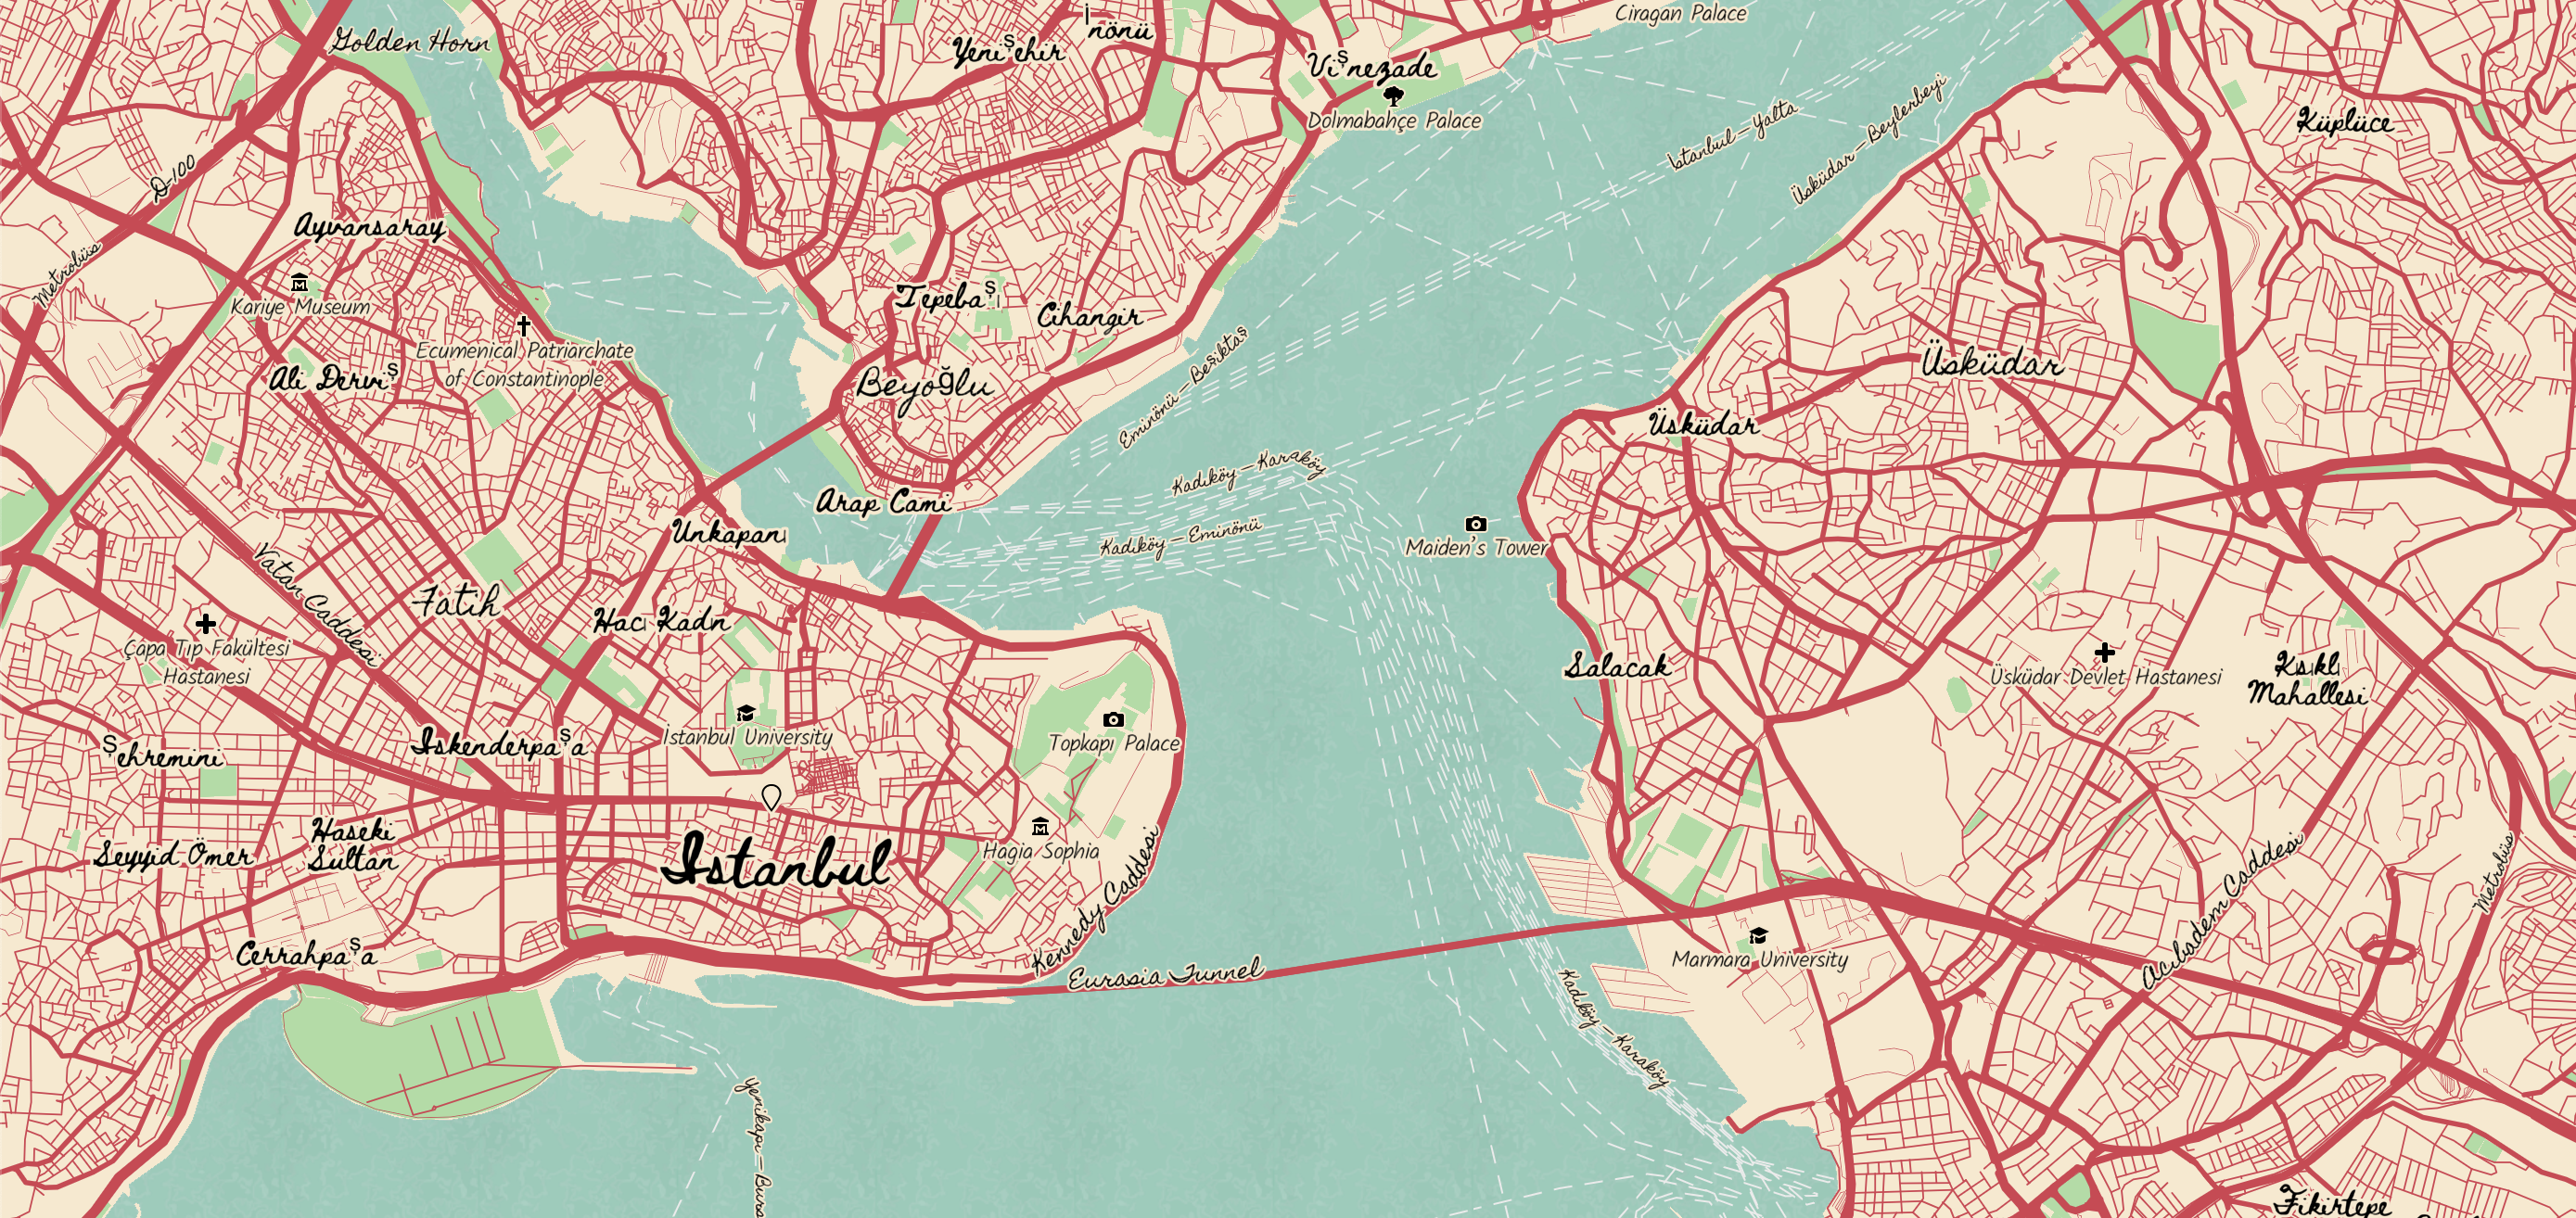 Golden Horn
Yenişehir
İnönü
Vişnezade
Ciragan Palace
Dolmabahçe Palace
İstanbul – Yalta
Üsküdar – Beylerbeyi
Küplüce
D-100
Metrobüs
Ayvansaray
Kariye Museum
Ecumenical Patriarchate
of Constantinople
Ali Derviş
Tepebaşı
Cihangir
Beyoğlu
Eminönü – Beşiktaş
Üsküdar
Üsküdar
Arap Cami
Unkapanı
Kadıköy – Karaköy
Kadıköy – Eminönü
Maiden's Tower
Vatan Caddesi
Fatih
Hacı Kadın
Çapa Tıp Fakültesi
Hastanesi
Salacak
Üsküdar Devlet Hastanesi
Kısıklı
Mahallesi
Şehremini
İskenderpaşa
İstanbul University
Topkapı Palace
Haseki
Sultan
Seyyid Ömer
Istanbul
Hagia Sophia
Kennedy Caddesi
Acıbadem Caddesi
Metrobüs
Cerrahpaşa
Eurasia Tunnel
Marmara University
Kadıköy – Karaköy
Yenikapı – Burs
Fikirtepe